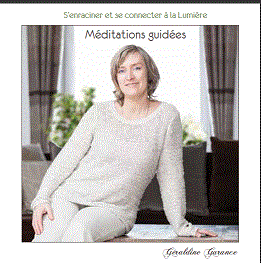 S'enraciner et se connecter à la Lumière
Méditations guidées
Géraldine Garance